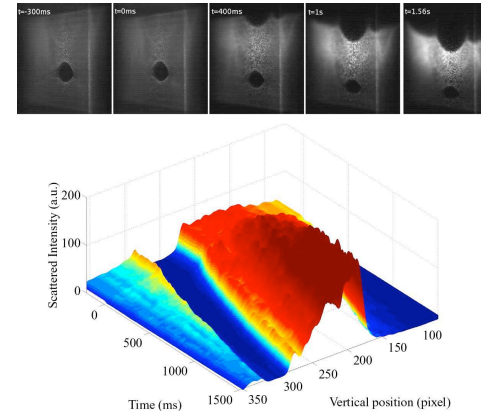 t=-300ms
t=0ms
t=400ms
t=1s
t=1.56s
200
100
0
Scattered Intensity (a.u.)
0
500
1000
1500
Time (ms)
350
300
250
200
150
100
Vertical position (pixel)